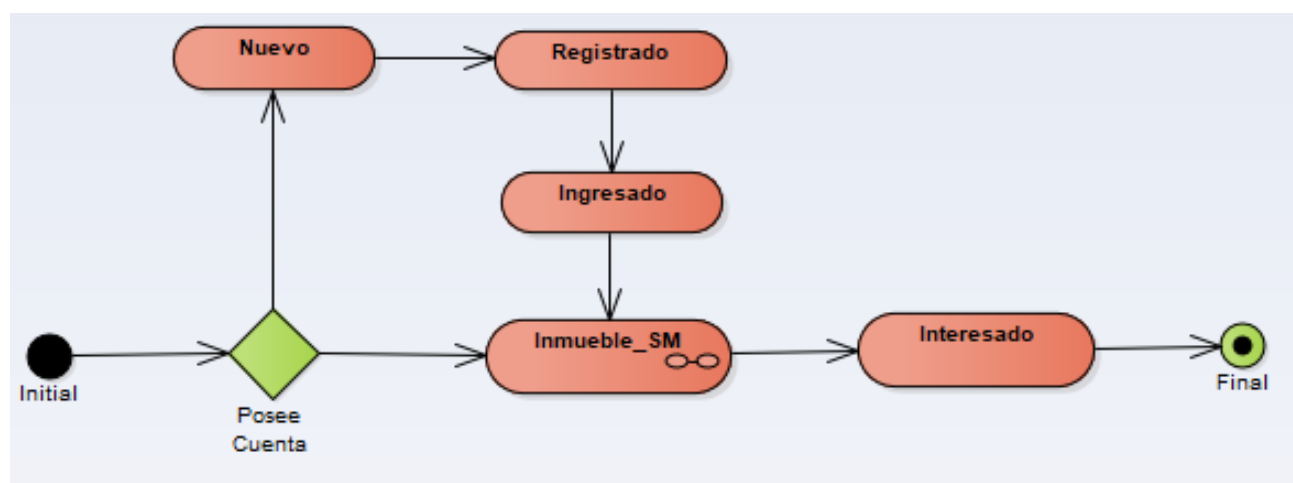 Nuevo
Registrado
Ingresado
Inmueble_SM
Interesado
Initial
Posee
Cuenta
Final